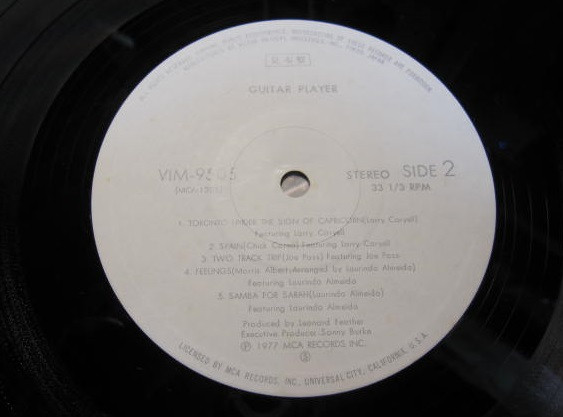 GUITAR PLAYER
VIM-9505
STEREO SIDE 2
33 1/3 RPM
1. TORONTO UNDER THE SIGN OF CAPRICORN(Larry Coryell)
Featuring Larry Coryell
2. SPAIN(Chick Corea) Featuring Larry Coryell
3. TWO TRACK TRIP(Joe Pass) Featuring Joe Pass
4. FEELINGS(Morris Albert-Arranged by Laurindo Almeida)
Featuring Laurindo Almeida
5. SAMBA FOR SARAH(Laurindo Almeida)
Featuring Laurindo Almeida
Produced by Leonard Feather
Executive Producer-Sonny Burke
Ⓟ 1977 MCA RECORDS INC.
Ⓢ
LICENSED BY MCA RECORDS, INC., UNIVERSAL CITY, CALIFORNIA, U.S.A.